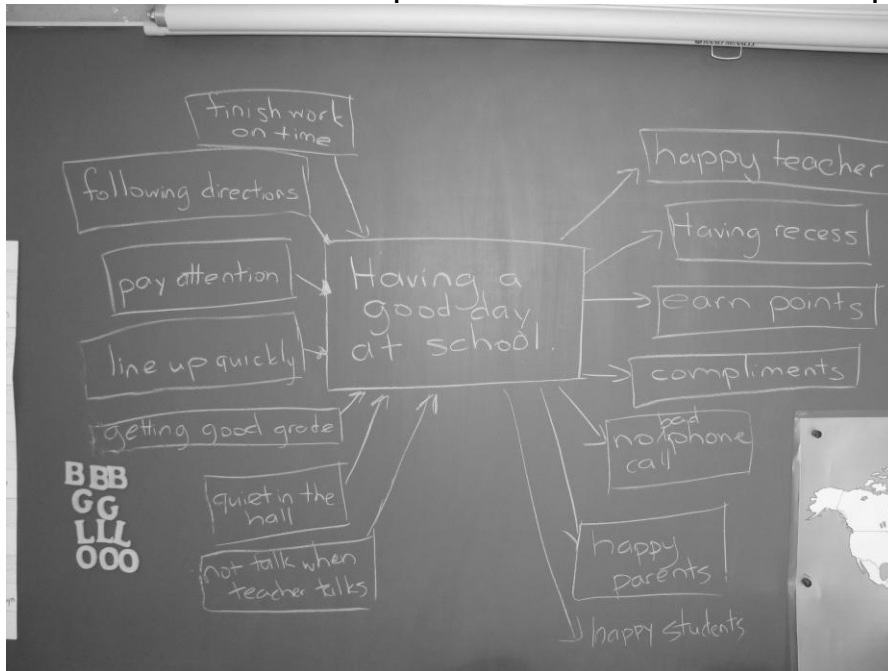 finish work
on time
following directions
pay attention
line up quickly
getting good grade
quiet in the
hall
not talk when
teacher talks
Having a
good day
at school.
happy teacher
Having recess
earn points
compliments
bad
no phone
call
happy
parents
happy students
BBB
GG
LLL
OOO